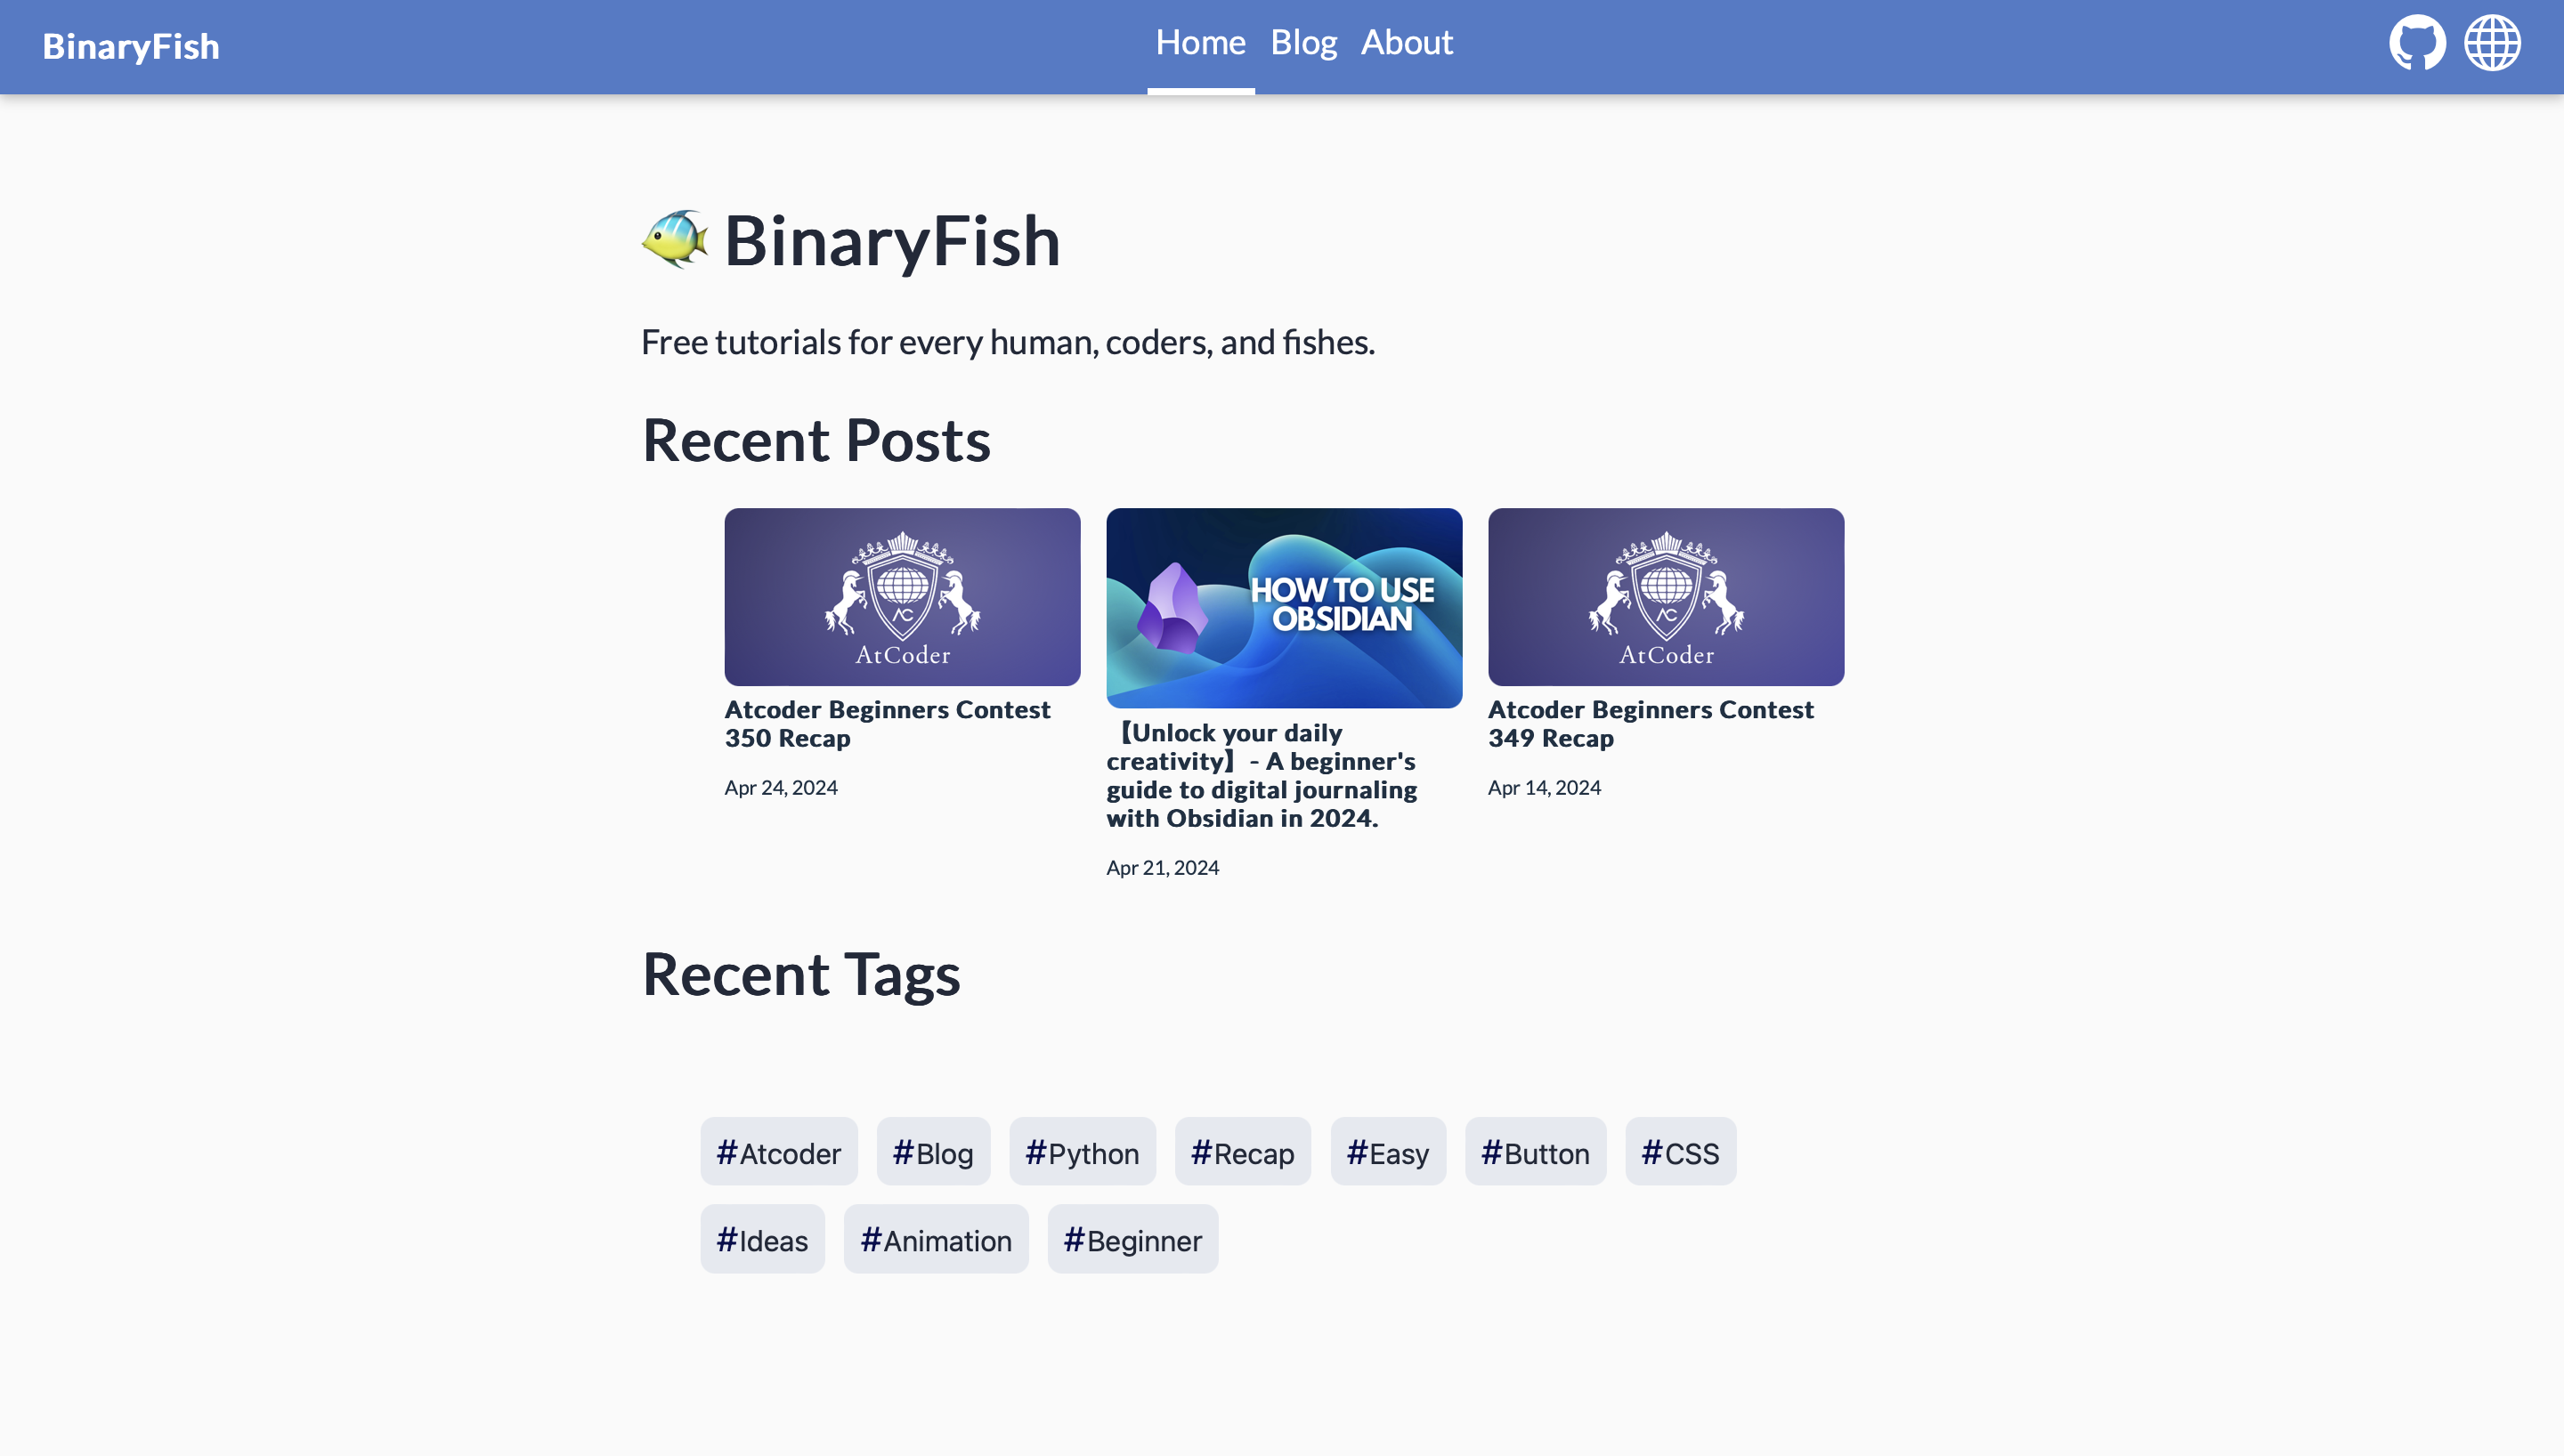 BinaryFish
Home Blog About
BinaryFish
Free tutorials for every human, coders, and fishes.
Recent Posts
AC
AtCoder
Atcoder Beginners Contest
350 Recap
Apr 24, 2024
HOW TO USE
OBSIDIAN
【Unlock your daily
creativity】 - A beginner's
guide to digital journaling
with Obsidian in 2024.
Apr 21, 2024
AC
AtCoder
Atcoder Beginners Contest
349 Recap
Apr 14, 2024
Recent Tags
#Atcoder #Blog #Python #Recap #Easy #Button #CSS
#Ideas #Animation #Beginner